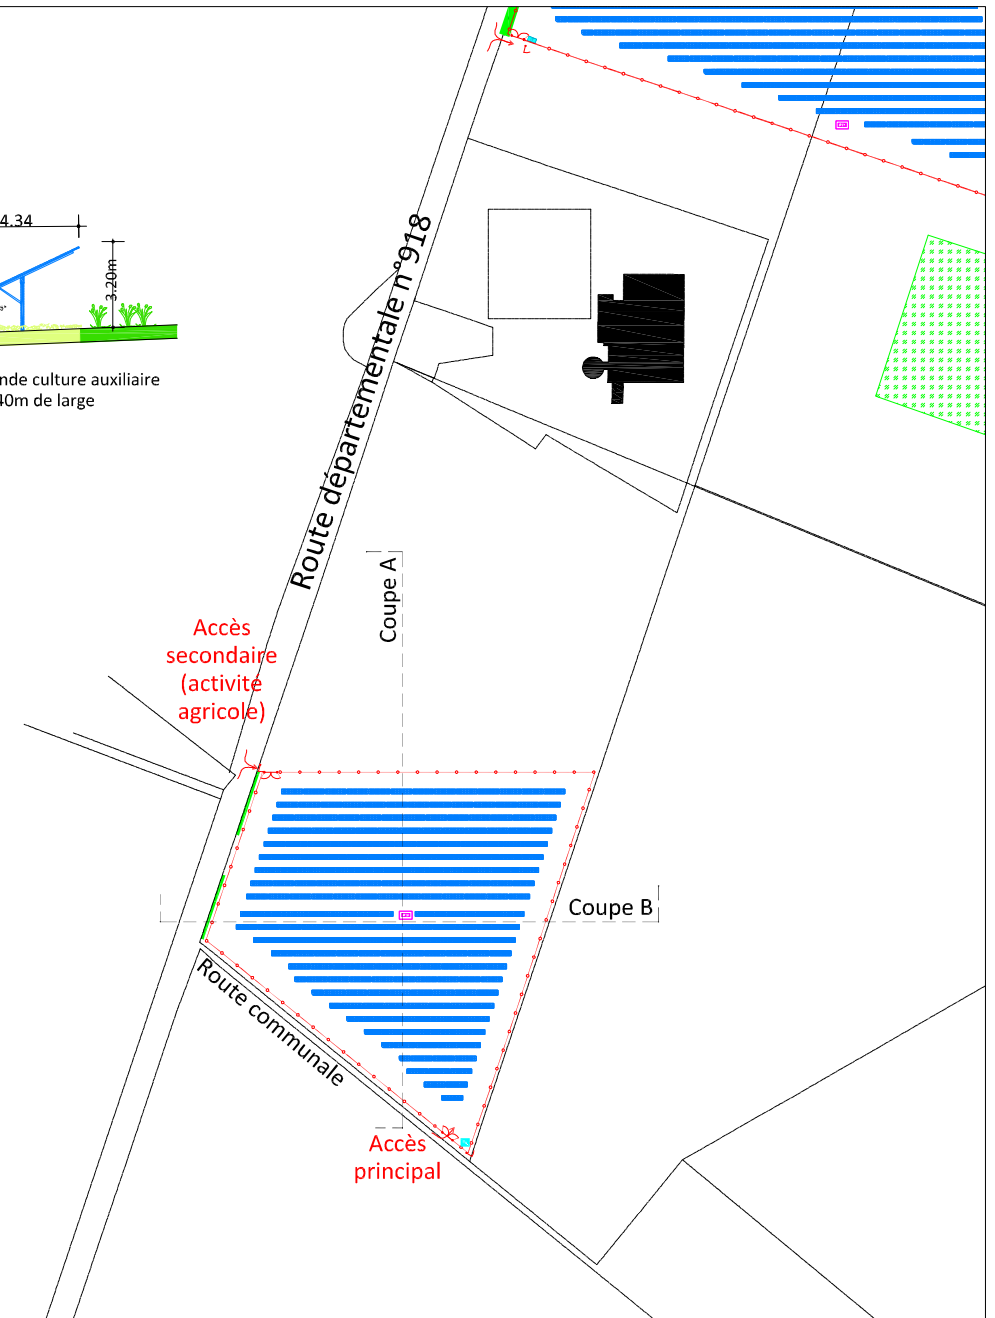 4.34
3.20m
nde culture auxiliaire
40m de large
Route départementale n°918
Coupe A
Accès
secondaire
(activité
agricole)
Coupe B
Route communale
Accès
principal